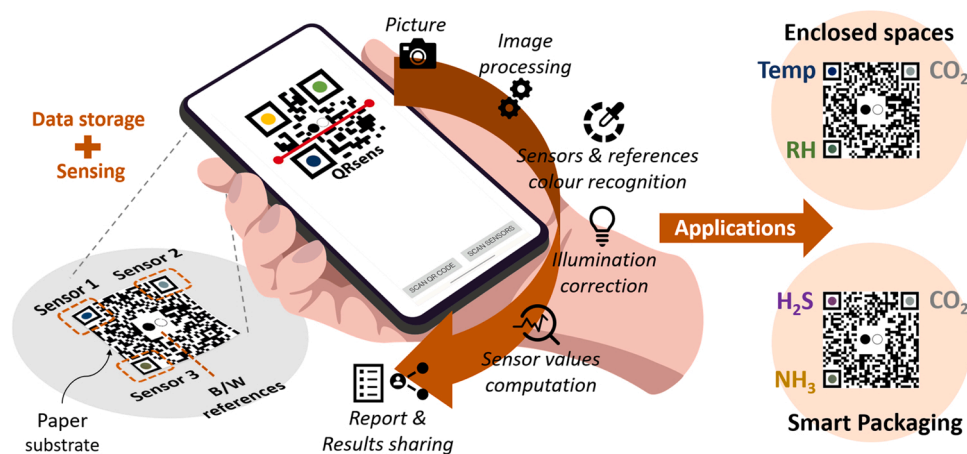 Data storage
+
Sensing
Sensor 1
Sensor 2
Sensor 3
B/W
references
Paper
substrate
QRsens
SCAN QR CODE
SCAN SENSORS
Picture
Image
processing
Sensors & references
colour recognition
Illumination
correction
Sensor values
computation
Report &
Results sharing
Applications
Enclosed spaces
Temp
CO₂
RH
H₂S
CO₂
NH₃
Smart Packaging